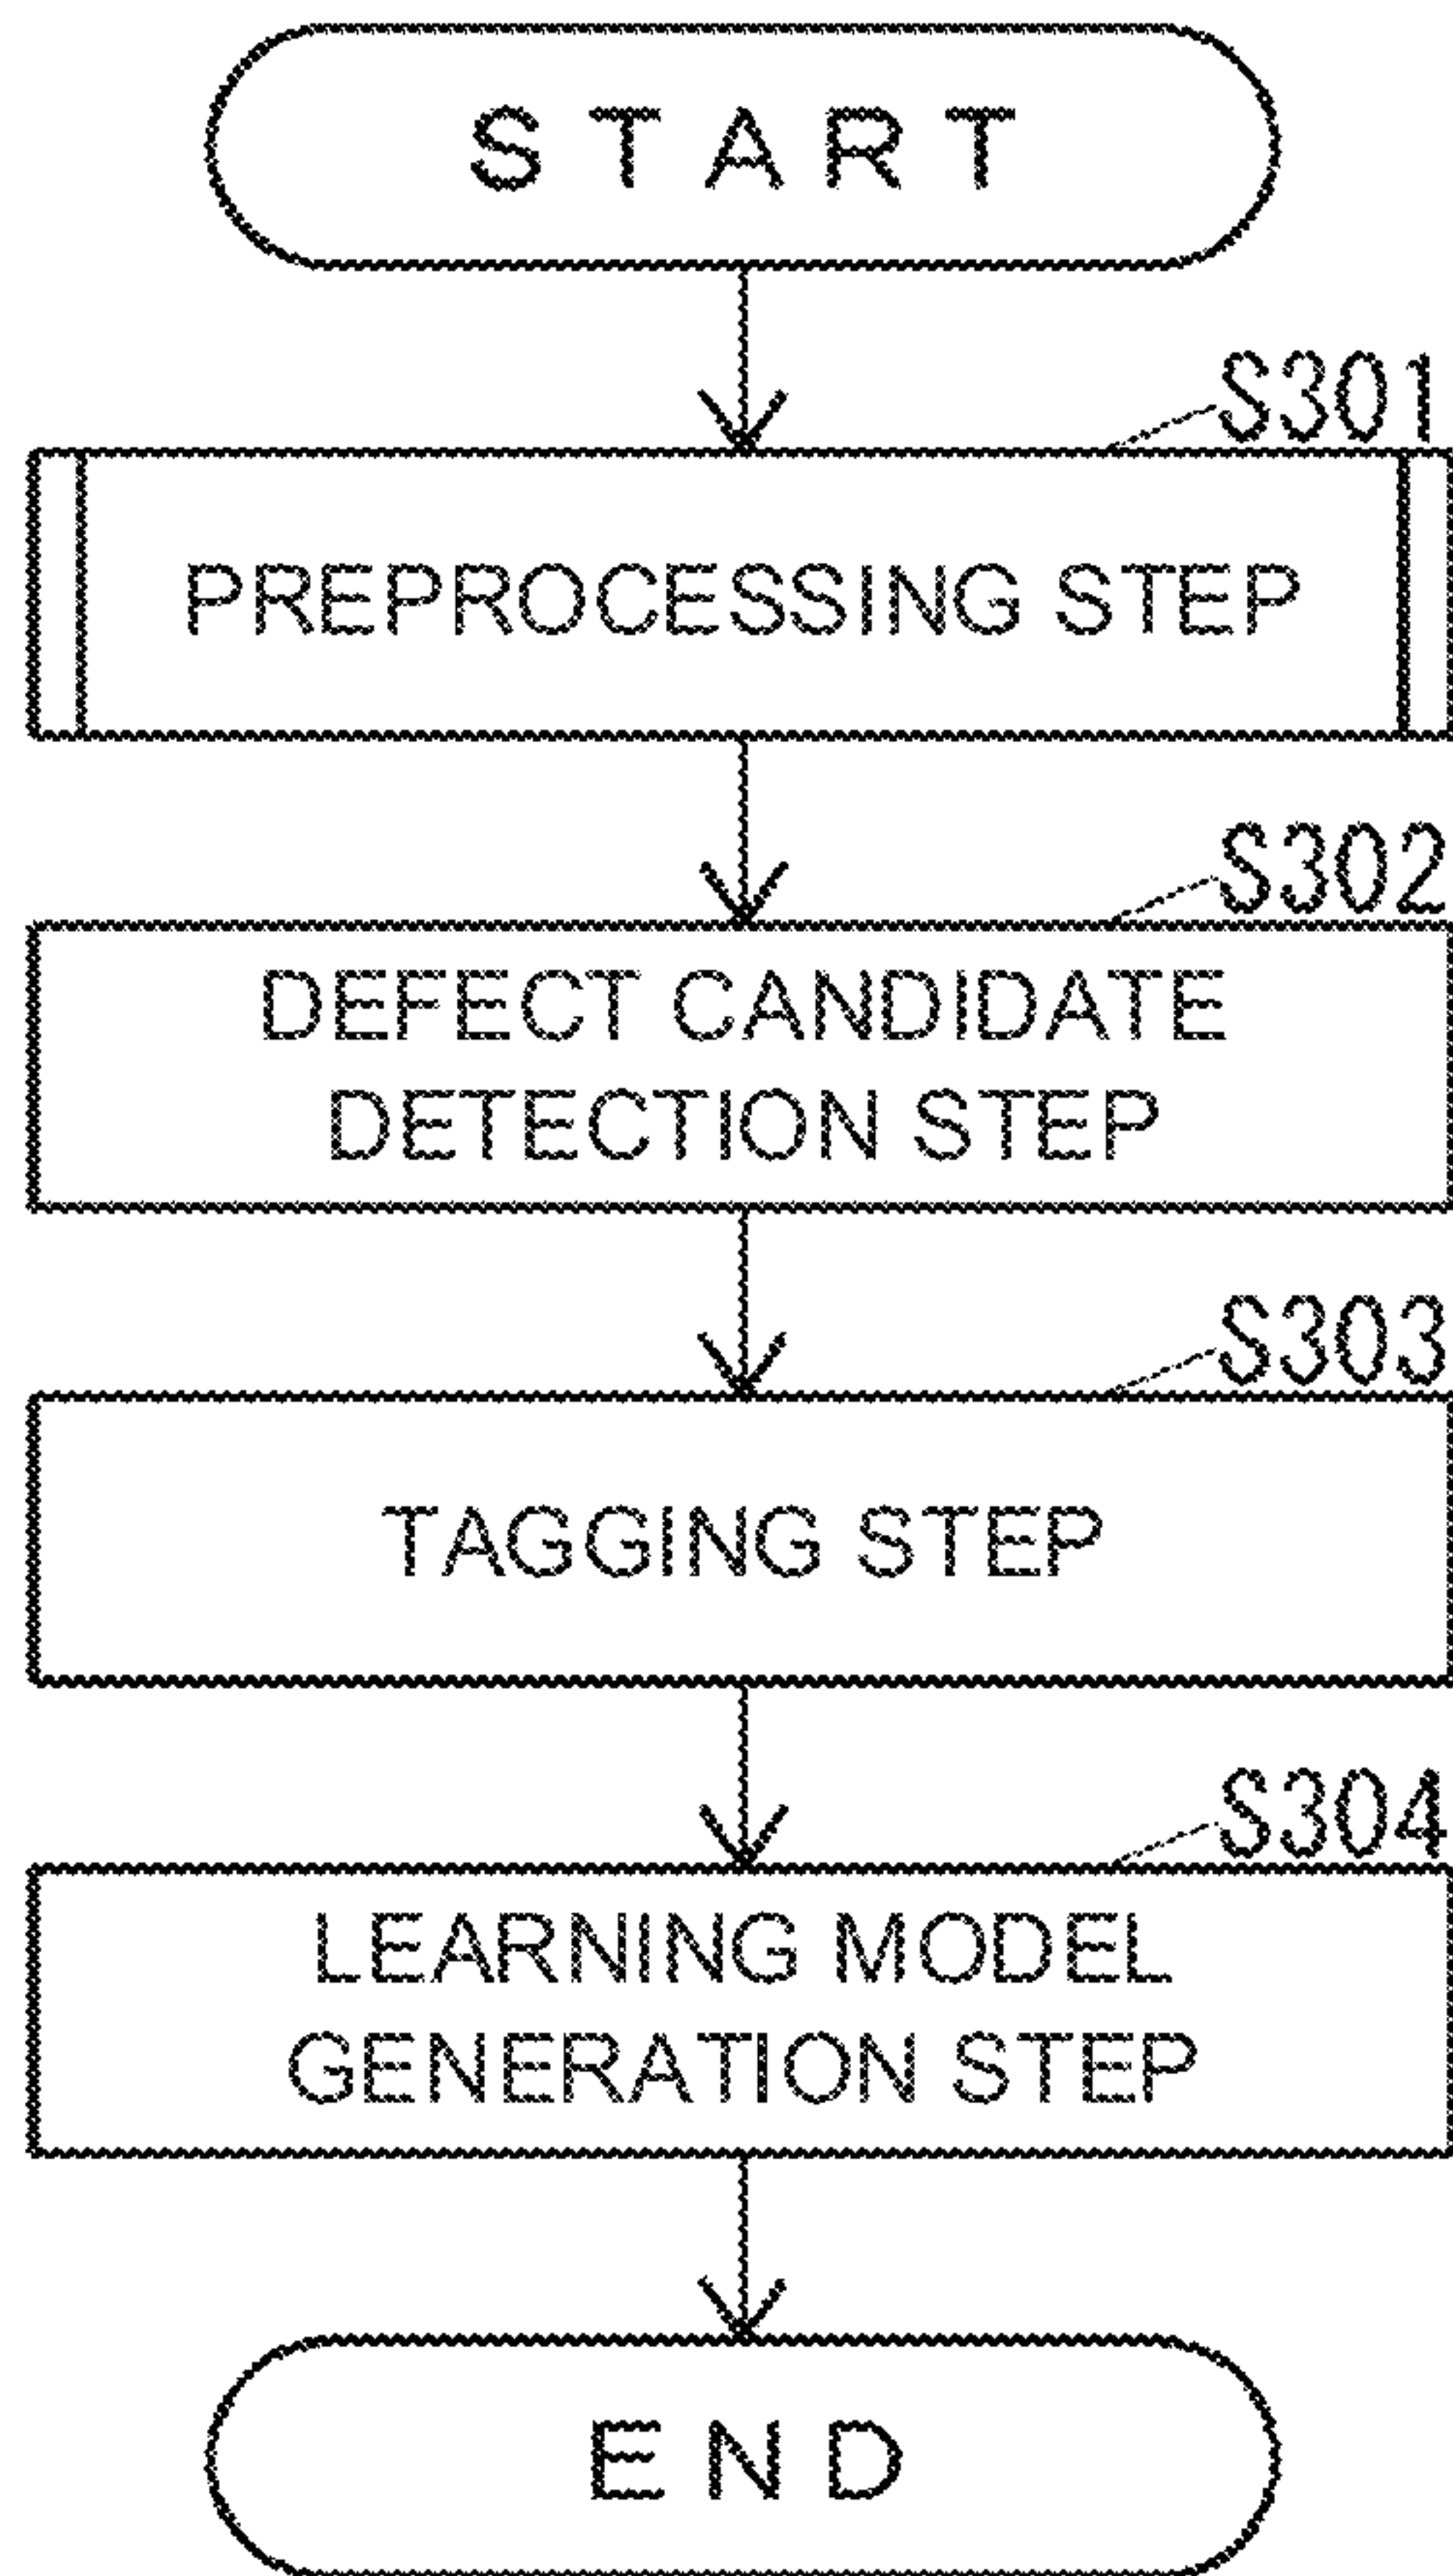 START
S301
PREPROCESSING STEP
S302
DEFECT CANDIDATE
DETECTION STEP
S303
TAGGING STEP
S304
LEARNING MODEL
GENERATION STEP
END